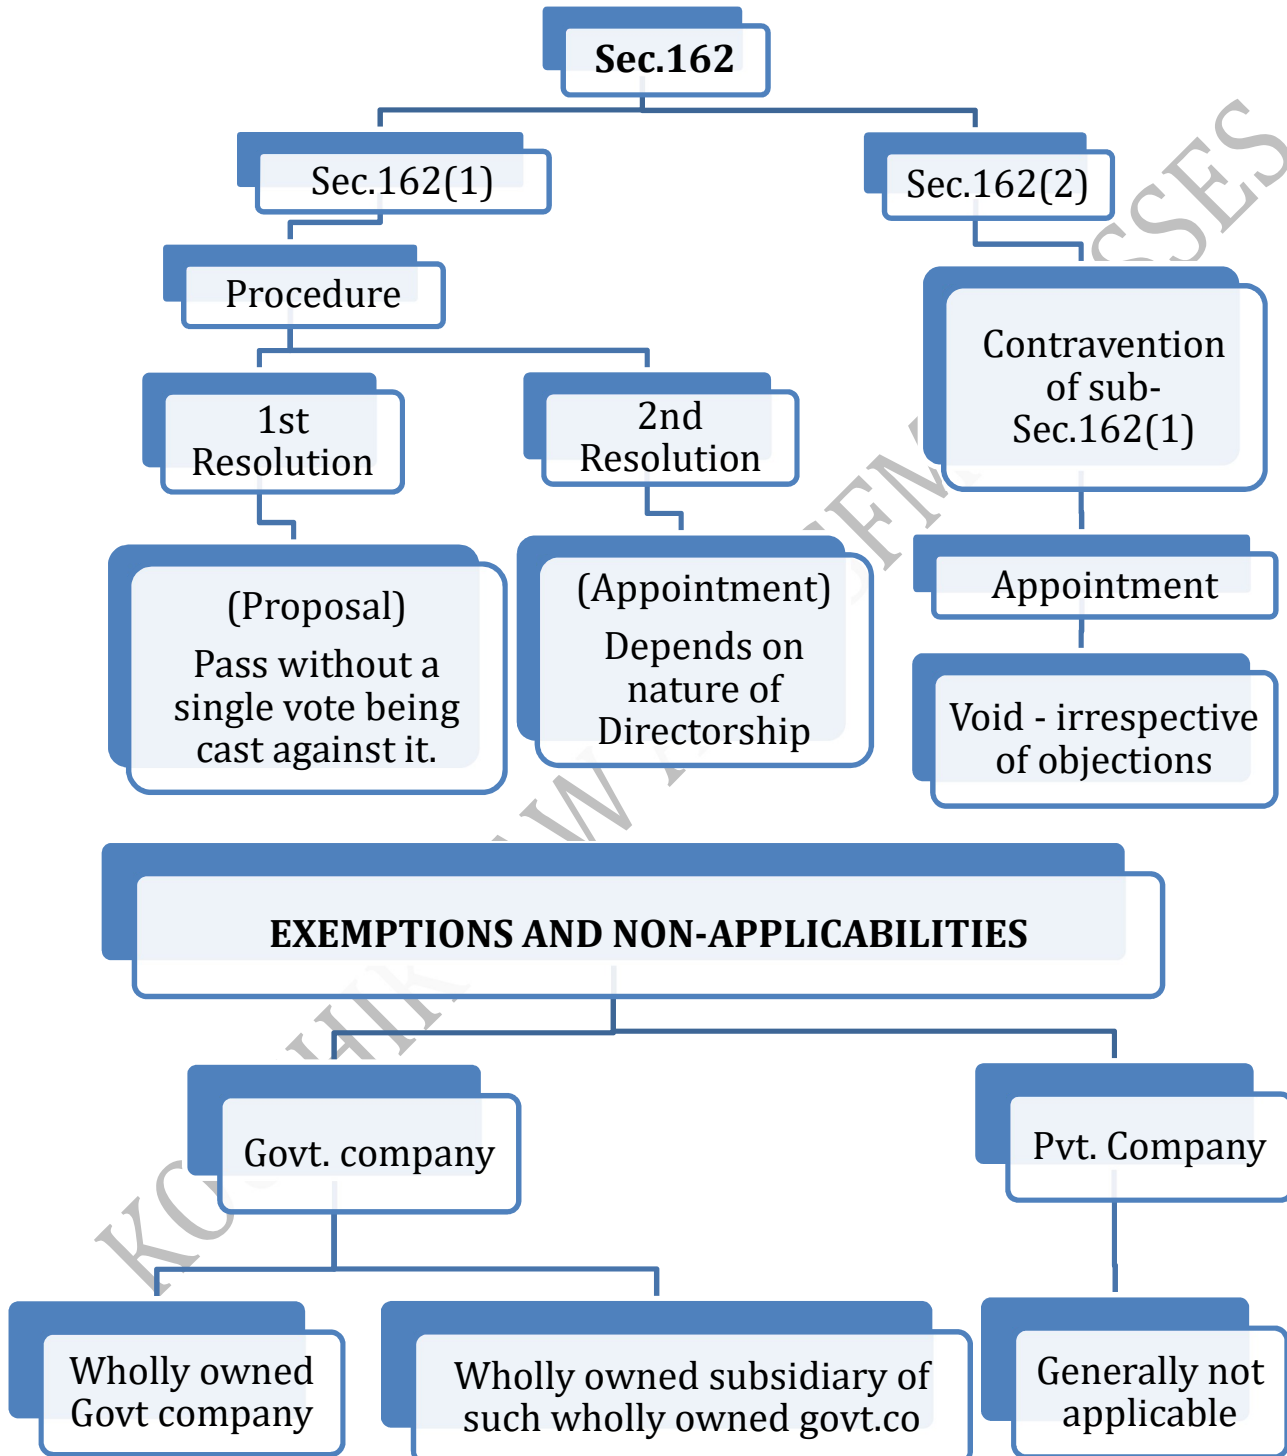 Sec.162
Sec.162(1)
Sec.162(2)
Procedure
Contravention
of sub-
Sec.162(1)
1st
Resolution
2nd
Resolution
(Proposal)
Pass without a
single vote being
cast against it.
(Appointment)
Depends on
nature of
Directorship
Appointment
Void - irrespective
of objections
EXEMPTIONS AND NON-APPLICABILITIES
Govt. company
Pvt. Company
Wholly owned
Govt company
Wholly owned subsidiary of
such wholly owned govt.co
Generally not
applicable